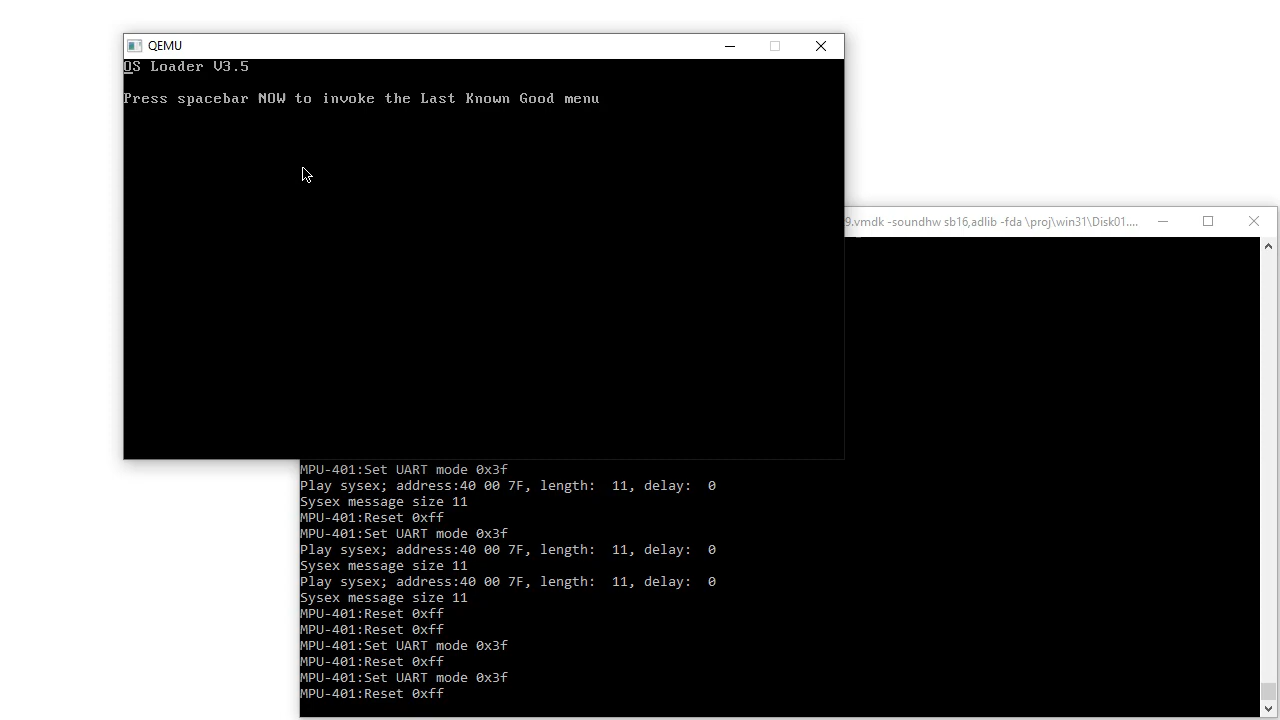 QEMU
OS Loader V3.5
Press spacebar NOW to invoke the Last Known Good menu
9.vmdk -soundhw sb16,adlib -fda \proj\win31\Disk01....
MPU-401:Set UART mode 0x3f
Play sysex; address:40 00 7F, length:  11, delay:  0
Sysex message size 11
MPU-401:Reset 0xff
MPU-401:Set UART mode 0x3f
Play sysex; address:40 00 7F, length:  11, delay:  0
Sysex message size 11
Play sysex; address:40 00 7F, length:  11, delay:  0
Sysex message size 11
MPU-401:Reset 0xff
MPU-401:Reset 0xff
MPU-401:Set UART mode 0x3f
MPU-401:Reset 0xff
MPU-401:Set UART mode 0x3f
MPU-401:Reset 0xff